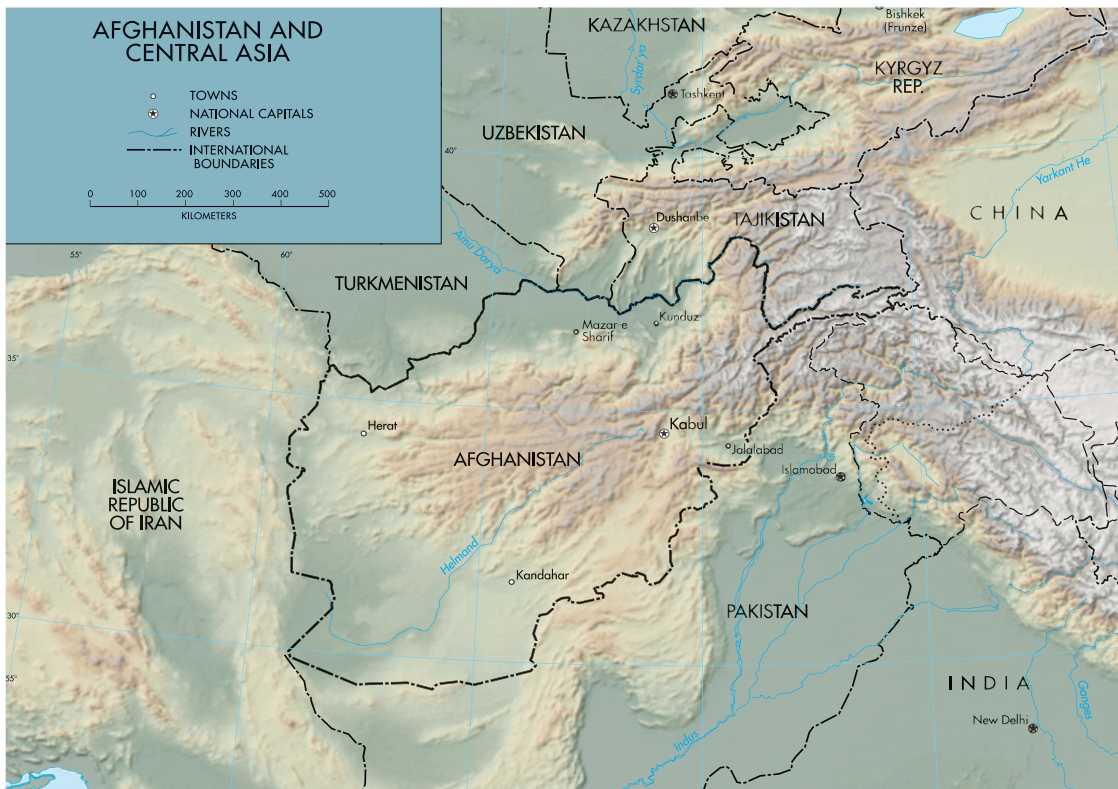 AFGHANISTAN AND
CENTRAL ASIA
TOWNS
NATIONAL CAPITALS
RIVERS
INTERNATIONAL
BOUNDARIES
0 100 200 300 400 500
KILOMETERS
KAZAKHSTAN
Bishkek
(Frunze)
Syrdar'ya
Tashkent
KYRGYZ
REP.
UZBEKISTAN
40°
Yarkant He
CHINA
Dushanbe
TAJIKISTAN
Amu Darya
55°
60°
TURKMENISTAN
Mazar-e
Sharif
Kunduz
35°
Herat
Kabul
Jalalabad
AFGHANISTAN
Islamabad
ISLAMIC
REPUBLIC
OF IRAN
Helmand
Kandahar
30°
PAKISTAN
55°
INDIA
Ganges
New Delhi
Indus